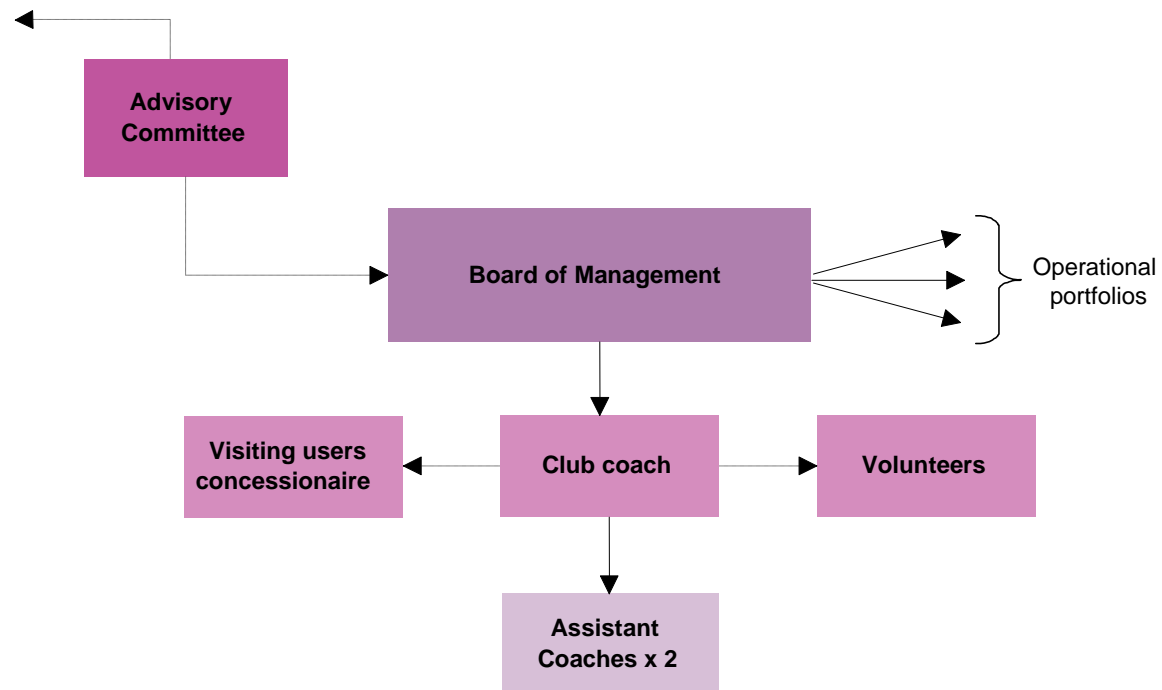 Advisory
Committee
Board of Management
Operational
portfolios
Visiting users
concessionaire
Club coach
Volunteers
Assistant
Coaches x 2